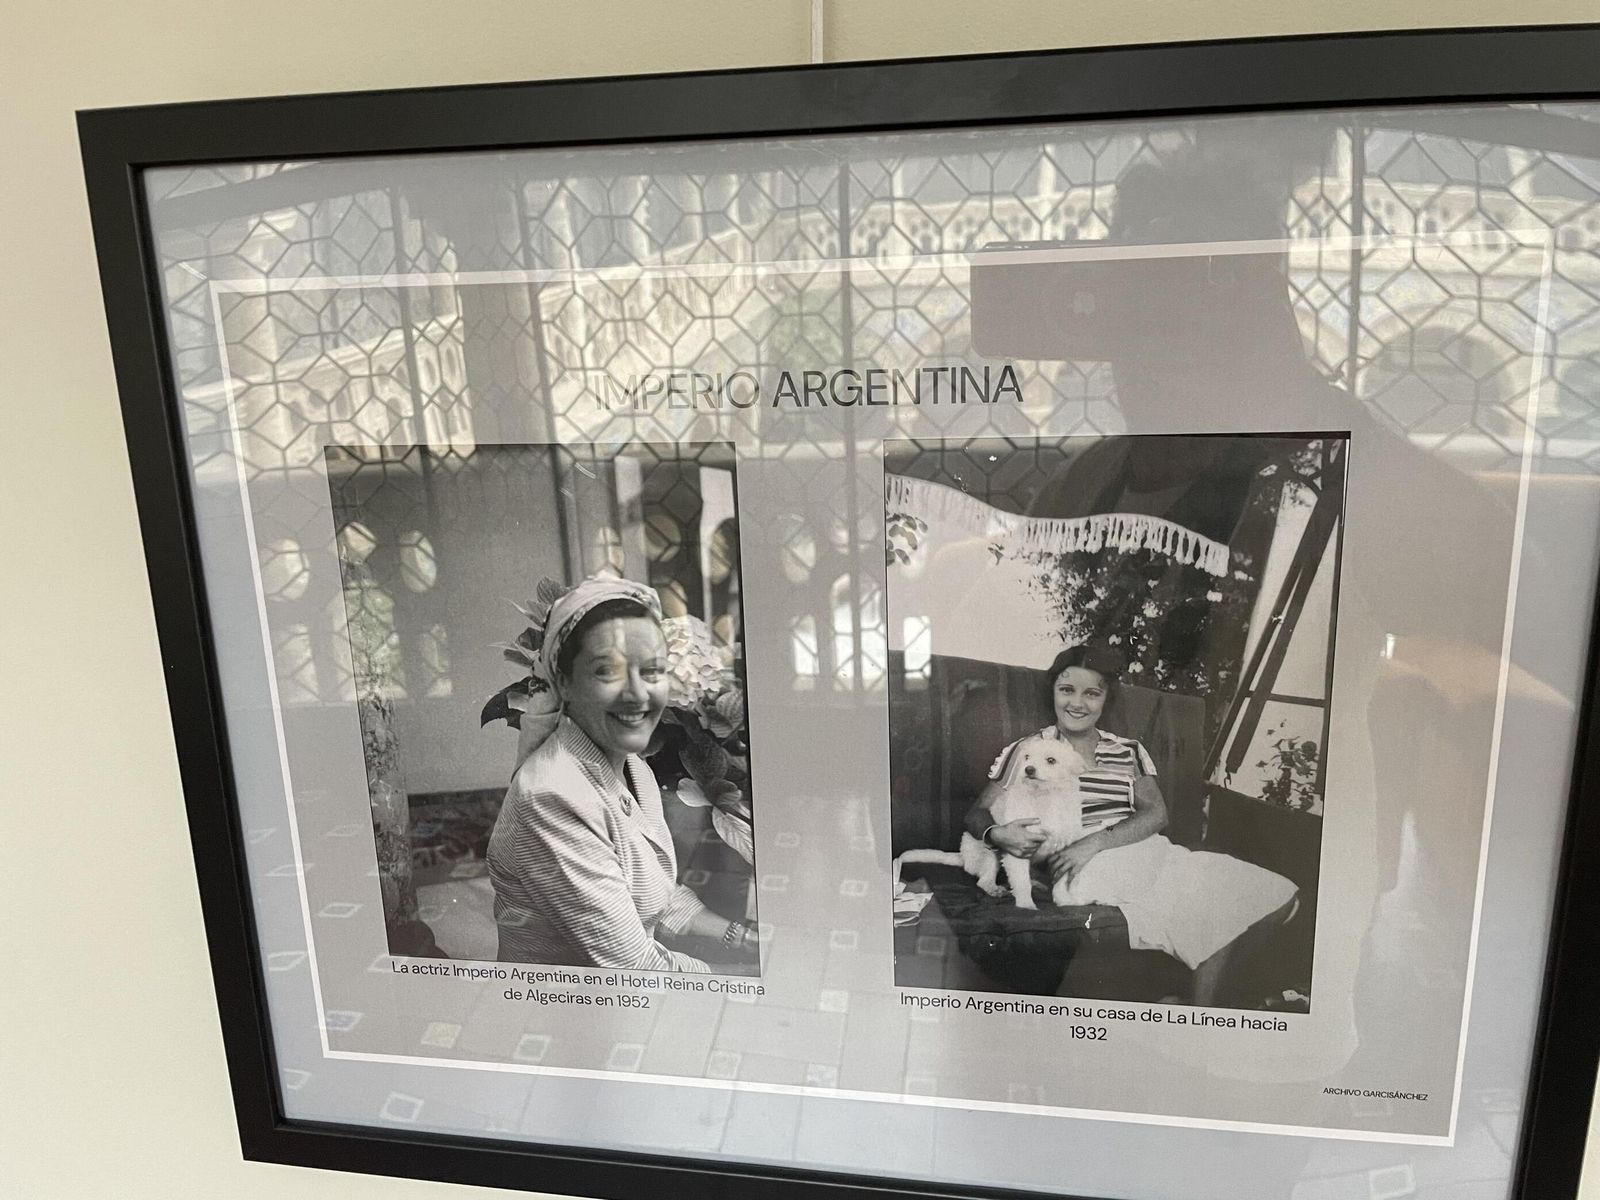 IMPERIO ARGENTINA
La actriz Imperio Argentina en el Hotel Reina Cristina
de Algeciras en 1952
Imperio Argentina en su casa de La Línea hacia
1932
ARCHIVO GARCISÁNCHEZ